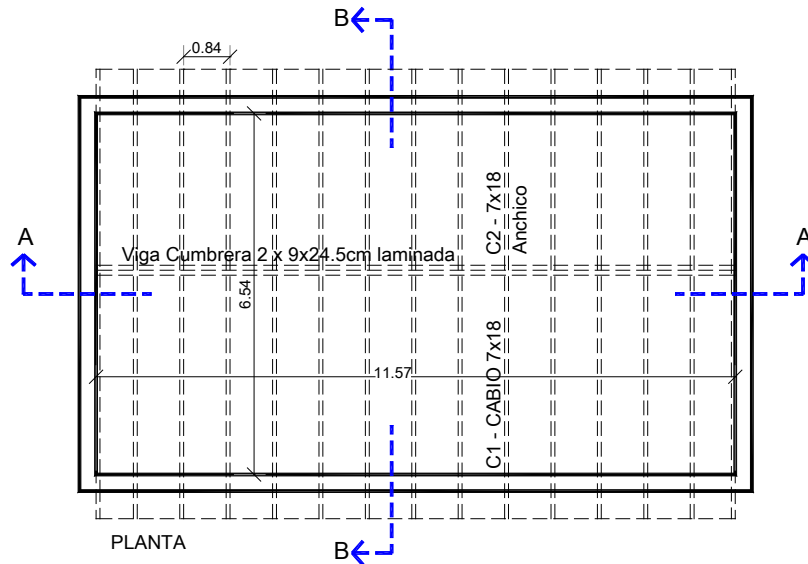 B
0.84
C2 - 7x18
Anchico
A
A
Viga Cumbrera 2 x 9x24.5cm laminada
6.54
11.57
C1 - CABIO 7x18
PLANTA
B